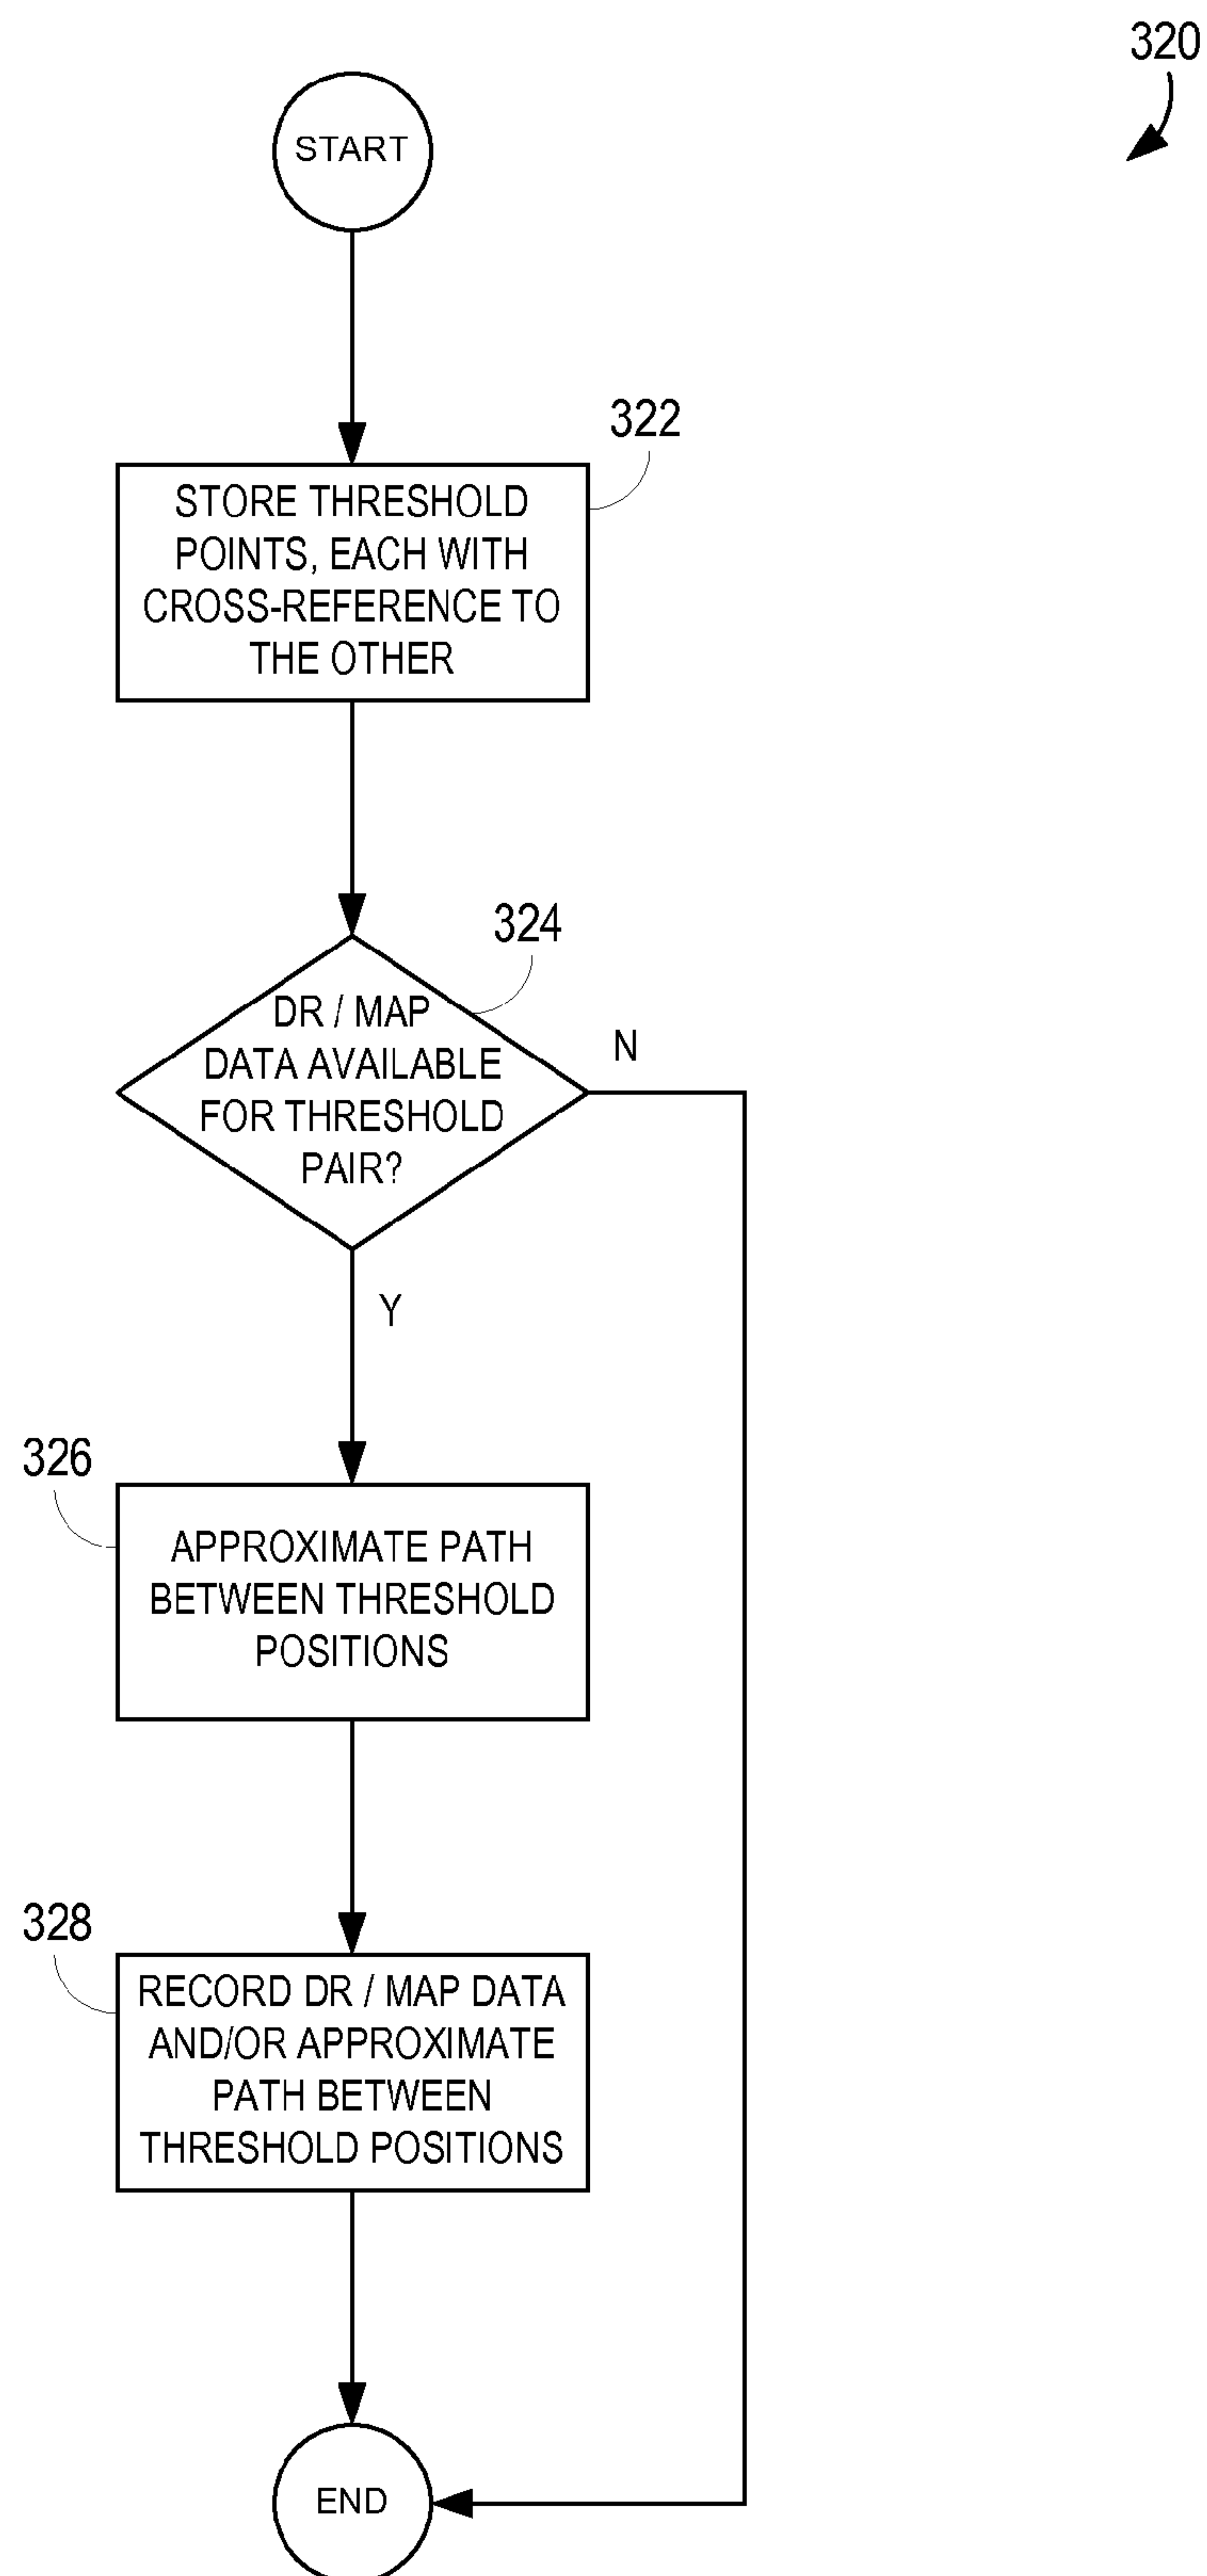 320
START
322
STORE THRESHOLD
POINTS, EACH WITH
CROSS-REFERENCE TO
THE OTHER
324
DR / MAP
DATA AVAILABLE
FOR THRESHOLD
PAIR?
N
Y
326
APPROXIMATE PATH
BETWEEN THRESHOLD
POSITIONS
328
RECORD DR / MAP DATA
AND/OR APPROXIMATE
PATH BETWEEN
THRESHOLD POSITIONS
END